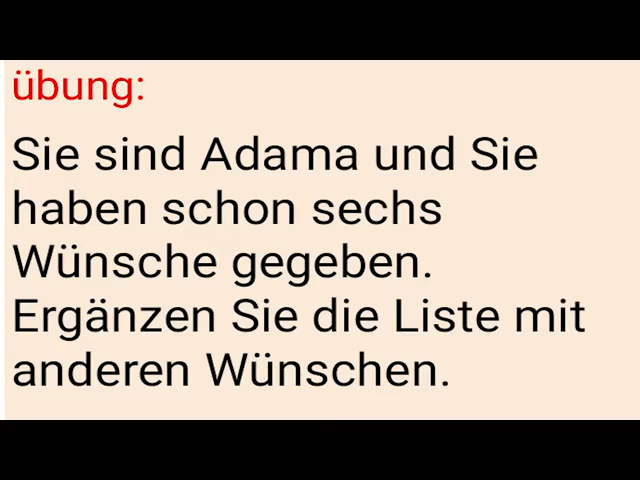 übung:
Sie sind Adama und Sie
haben schon sechs
Wünsche gegeben.
Ergänzen Sie die Liste mit
anderen Wünschen.